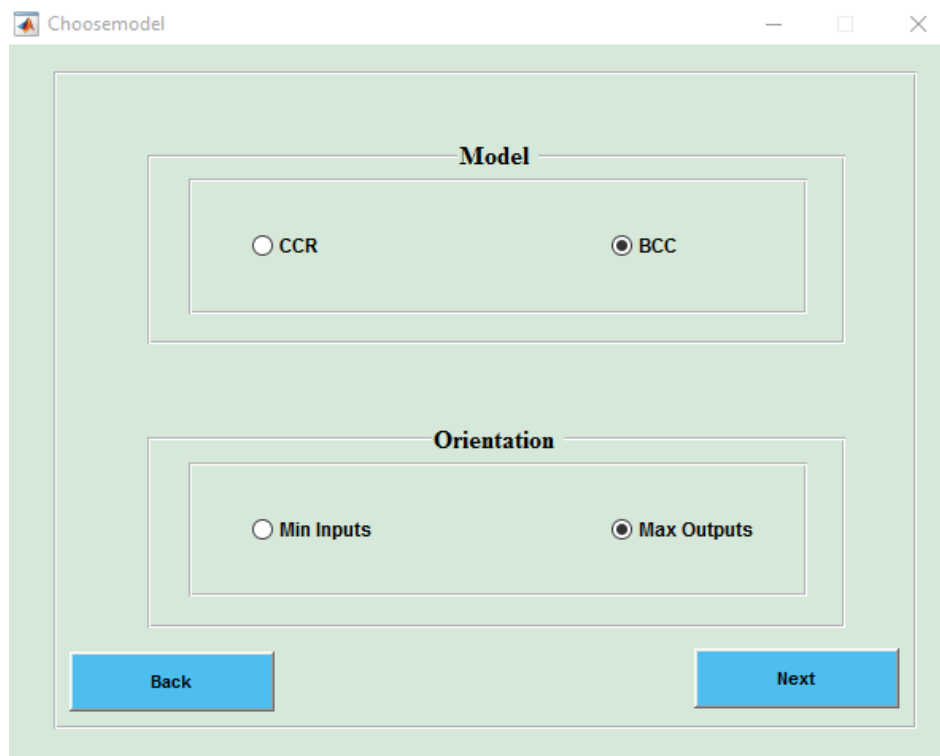 Choosemodel
Model
CCR
BCC
Orientation
Min Inputs
Max Outputs
Back
Next